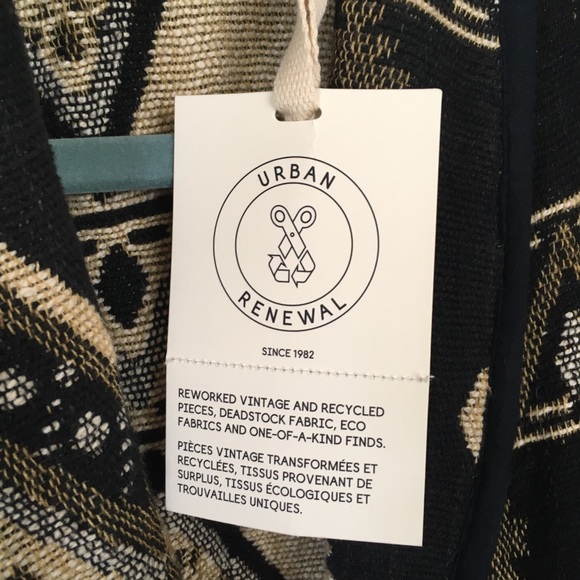 URBAN
RENEWAL
SINCE 1982
REWORKED VINTAGE AND RECYCLED
PIECES, DEADSTOCK FABRIC, ECO
FABRICS AND ONE-OF-A-KIND FINDS.
PIÈCES VINTAGE TRANSFORMÉES ET
RECYCLÉES, TISSUS PROVENANT DE
SURPLUS, TISSUS ÉCOLOGIQUES ET
TROUVAILLES UNIQUES.